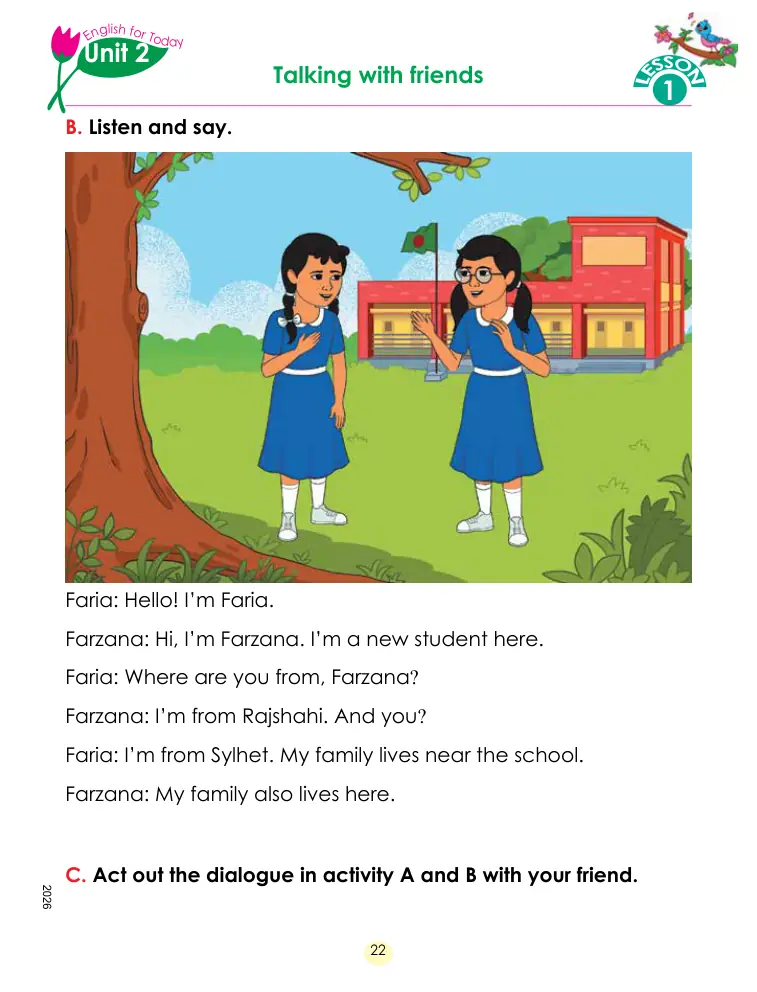 English for Today
Unit 2
Talking with friends
LESSON
1
B. Listen and say.
Faria: Hello! I’m Faria.
Farzana: Hi, I’m Farzana. I’m a new student here.
Faria: Where are you from, Farzana?
Farzana: I’m from Rajshahi. And you?
Faria: I’m from Sylhet. My family lives near the school.
Farzana: My family also lives here.
C. Act out the dialogue in activity A and B with your friend.
2026
22